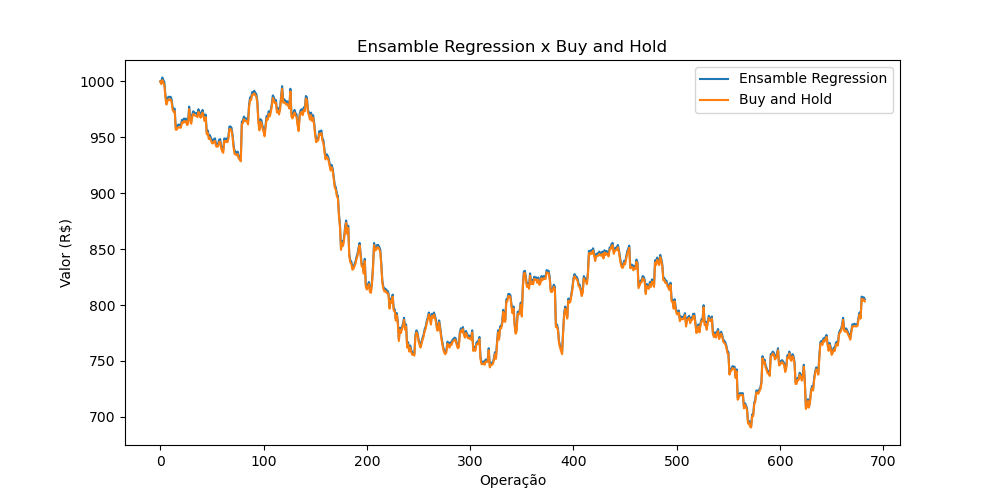 Ensamble Regression x Buy and Hold
Ensamble Regression
Buy and Hold
Valor (R$)
1000
950
900
850
800
750
700
0 100 200 300 400 500 600 700
Operação